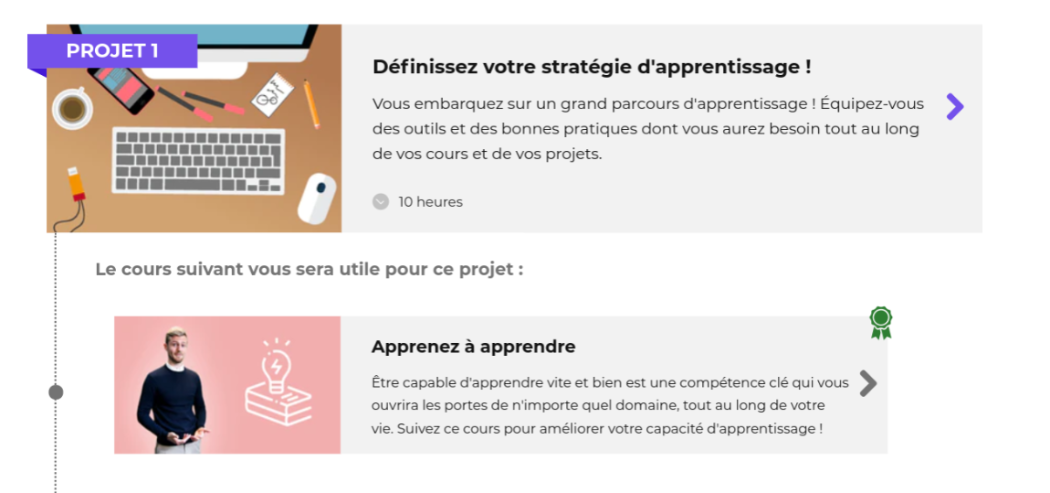 PROJET 1
Définissez votre stratégie d'apprentissage !
Vous embarquez sur un grand parcours d'apprentissage ! Équipez-vous
des outils et des bonnes pratiques dont vous aurez besoin tout au long
de vos cours et de vos projets.
10 heures
Le cours suivant vous sera utile pour ce projet :
Apprenez à apprendre
Être capable d'apprendre vite et bien est une compétence clé qui vous
ouvrira les portes de n'importe quel domaine, tout au long de votre
vie. Suivez ce cours pour améliorer votre capacité d'apprentissage !